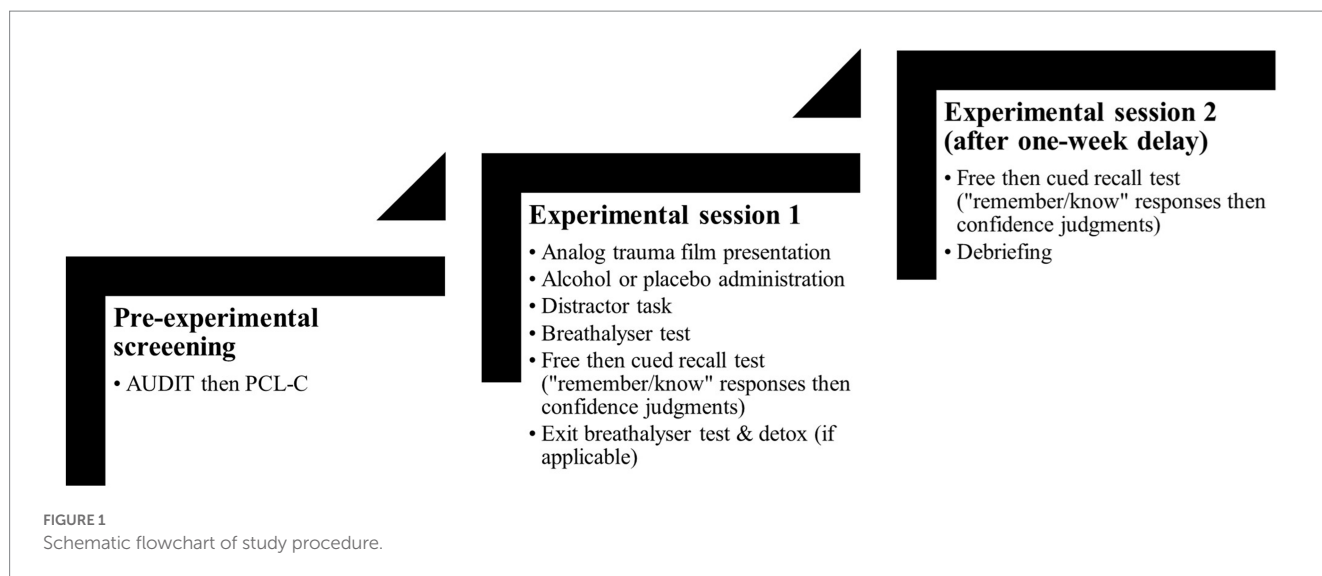 Pre-experimental
screeening
• AUDIT then PCL-C
Experimental session 1
• Analog trauma film presentation
• Alcohol or placebo administration
• Distractor task
• Breathalyser test
• Free then cued recall test
("remember/know" responses then
confidence judgments)
• Exit breathalyser test & detox (if
applicable)
Experimental session 2
(after one-week delay)
• Free then cued recall test
("remember/know" responses then
confidence judgments)
• Debriefing
FIGURE 1
Schematic flowchart of study procedure.